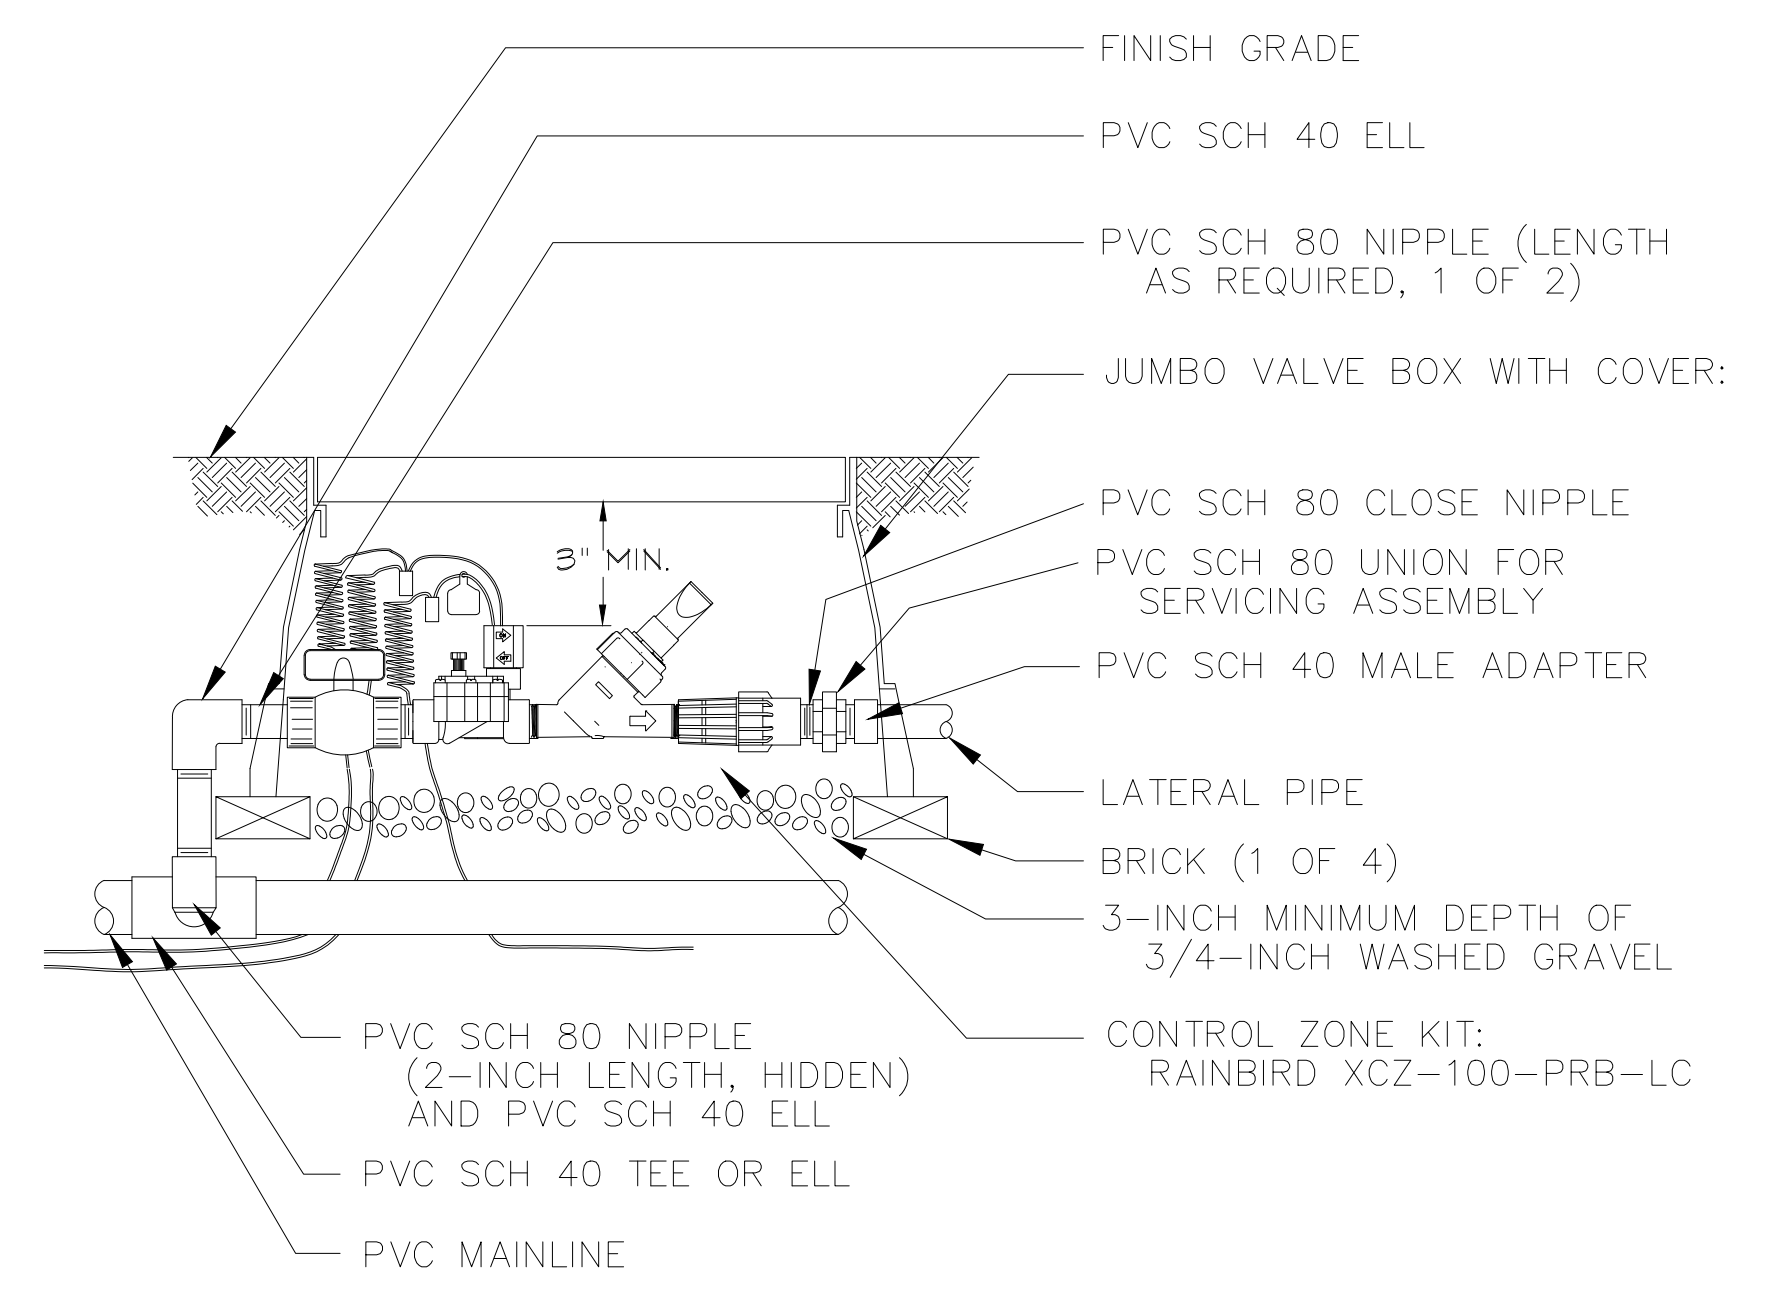 FINISH GRADE
PVC SCH 40 ELL
PVC SCH 80 NIPPLE (LENGTH
AS REQUIRED, 1 OF 2)
JUMBO VALVE BOX WITH COVER:
PVC SCH 80 CLOSE NIPPLE
3" MIN.
PVC SCH 80 UNION FOR
SERVICING ASSEMBLY
ON
OFF
PVC SCH 40 MALE ADAPTER
LATERAL PIPE
BRICK (1 OF 4)
3-INCH MINIMUM DEPTH OF
3/4-INCH WASHED GRAVEL
CONTROL ZONE KIT:
RAINBIRD XCZ-100-PRB-LC
PVC SCH 80 NIPPLE
(2-INCH LENGTH, HIDDEN)
AND PVC SCH 40 ELL
PVC SCH 40 TEE OR ELL
PVC MAINLINE